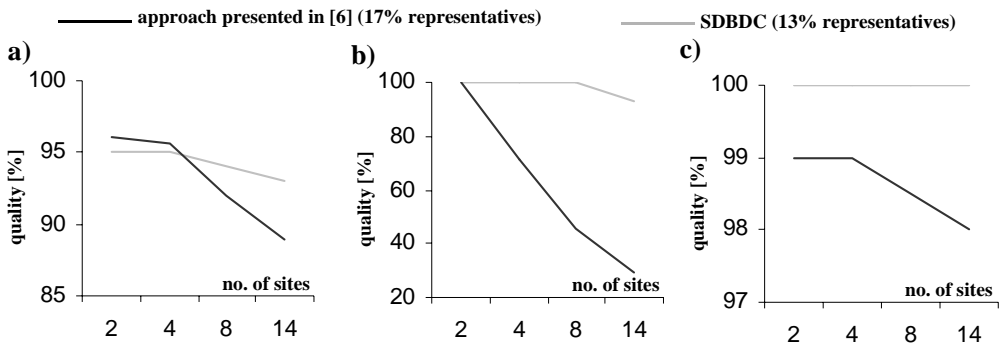 approach presented in [6] (17% representatives)
SDBDC (13% representatives)
a)
100
95
90
85
quality [%]
no. of sites
2 4 8 14
b)
100
80
60
40
20
quality [%]
no. of sites
2 4 8 14
c)
100
99
98
97
quality [%]
no. of sites
2 4 8 14